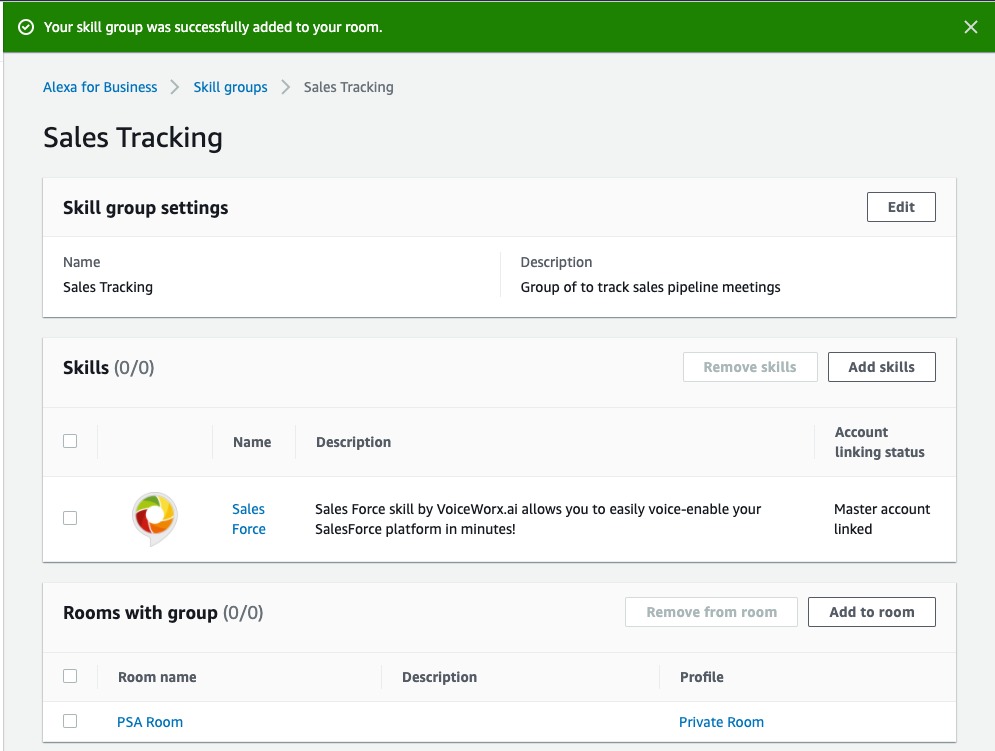 Your skill group was successfully added to your room.
Alexa for Business > Skill groups > Sales Tracking
Sales Tracking
Skill group settings
Edit
Name
Description
Sales Tracking
Group of to track sales pipeline meetings
Skills (0/0)
Remove skills
Add skills
Name
Description
Account
linking status
Sales
Force
Sales Force skill by VoiceWorx.ai allows you to easily voice-enable your
SalesForce platform in minutes!
Master account
linked
Rooms with group (0/0)
Remove from room
Add to room
Room name
Description
Profile
PSA Room
Private Room